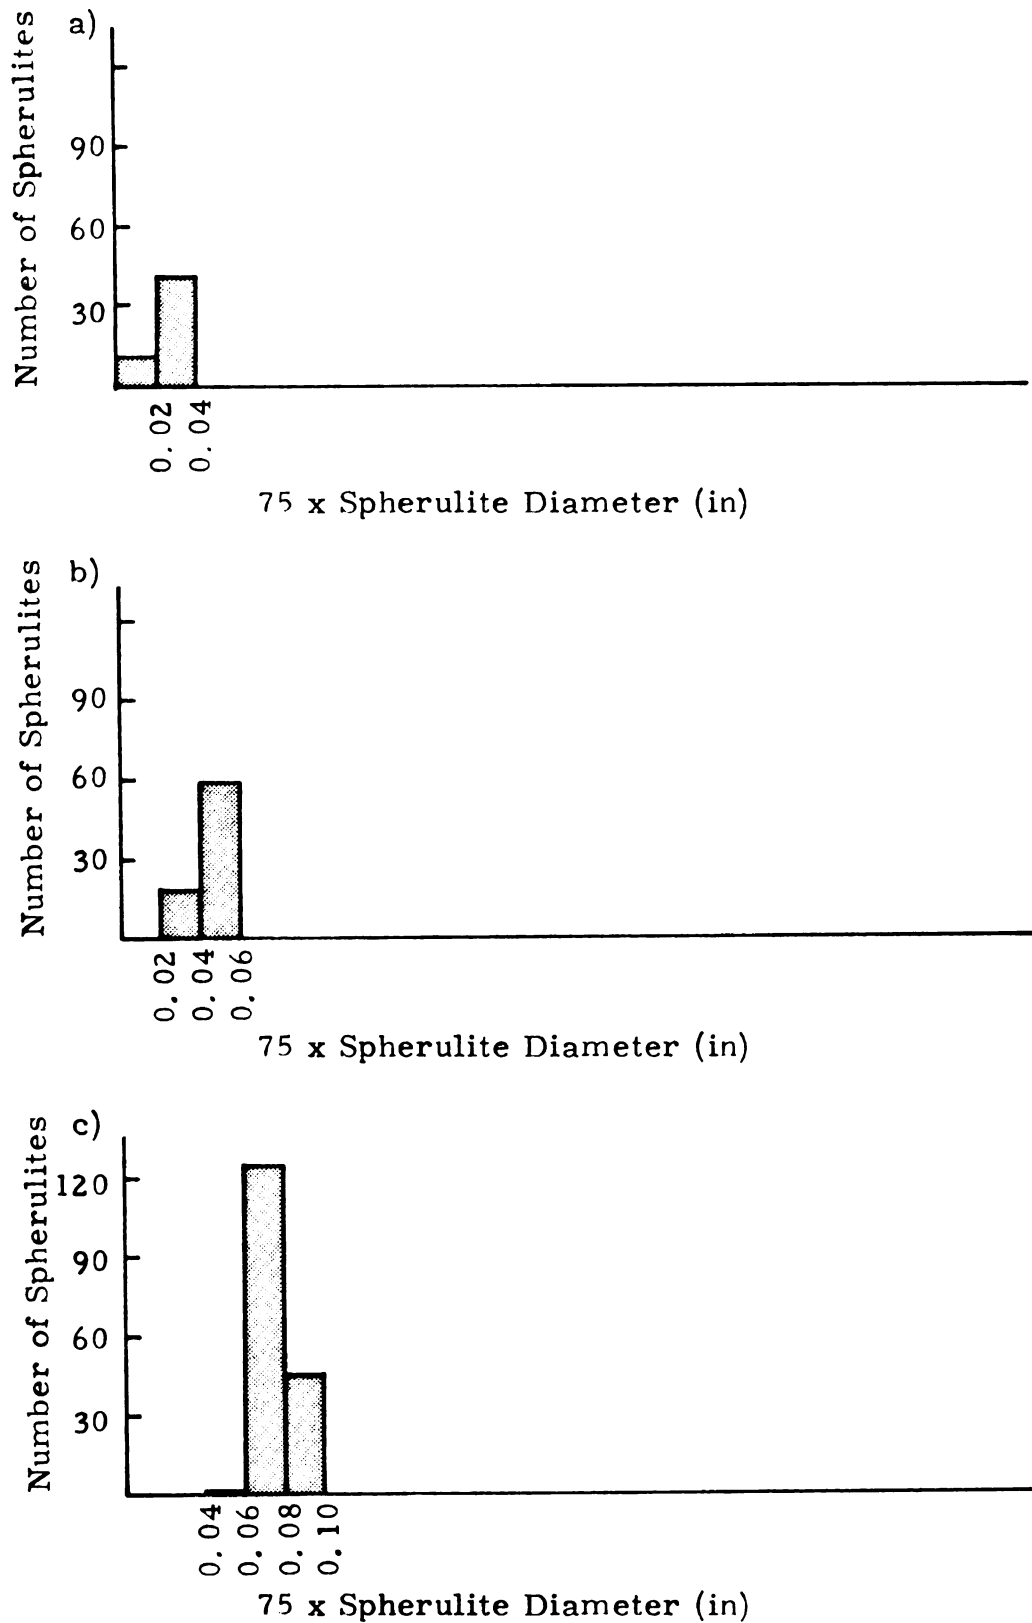 a)
Number of Spherulites
90
60
30
0.02
0.04
75 x Spherulite Diameter (in)
b)
Number of Spherulites
90
60
30
0.02
0.04
0.06
75 x Spherulite Diameter (in)
c)
Number of Spherulites
120
90
60
30
0.04
0.06
0.08
0.10
75 x Spherulite Diameter (in)